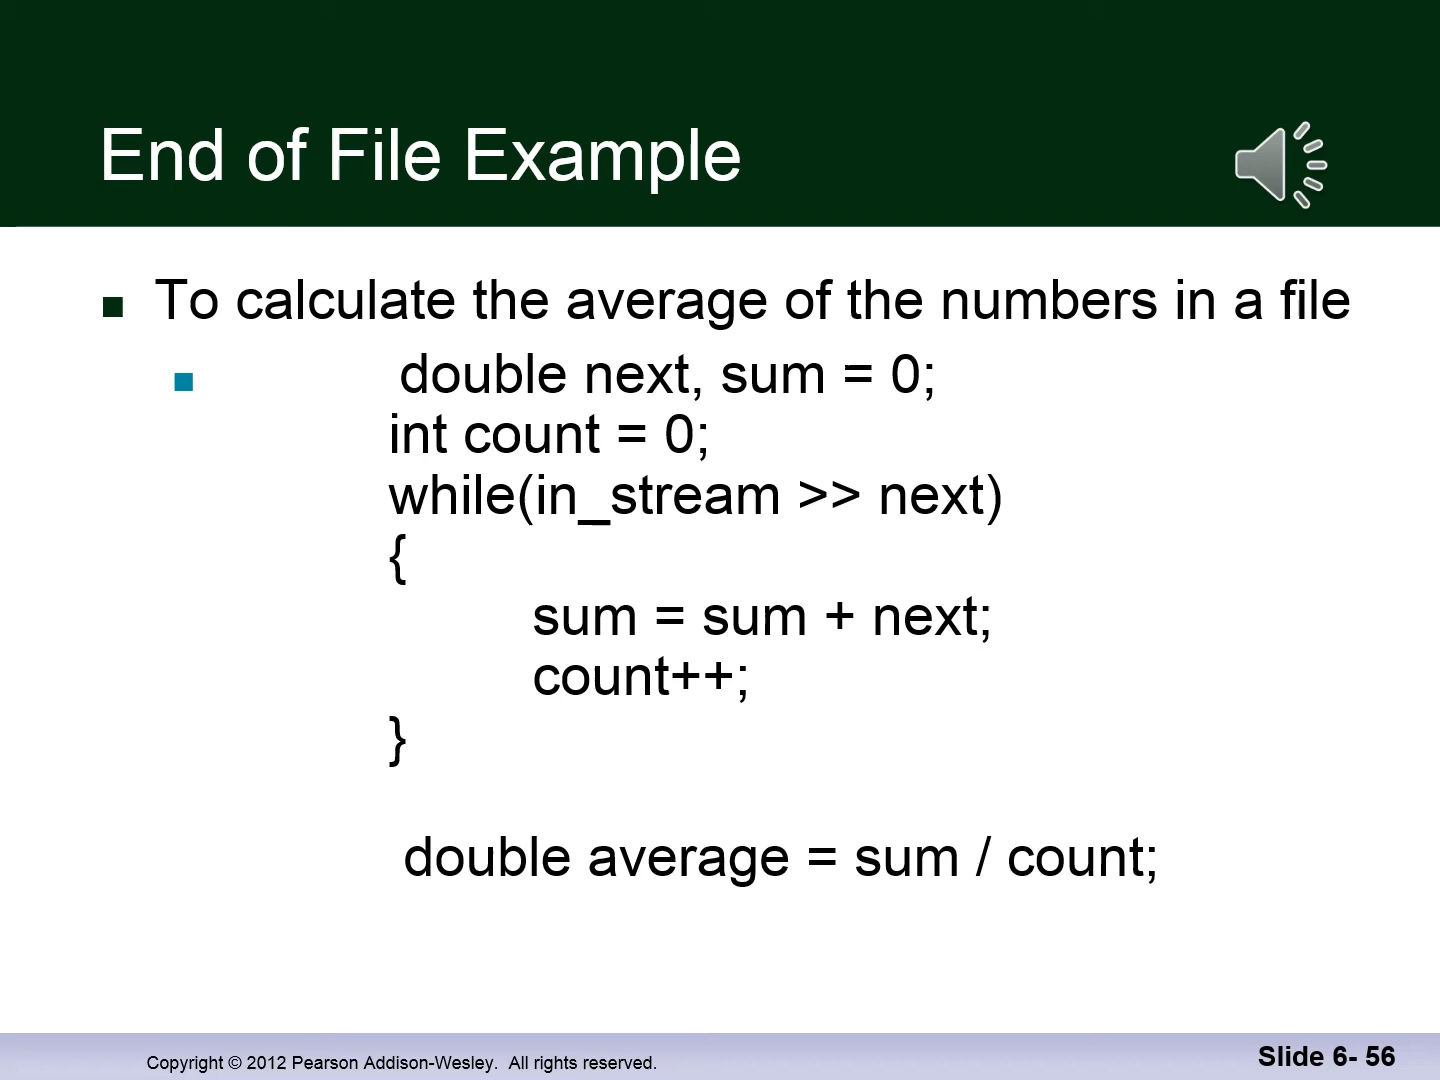 End of File Example
To calculate the average of the numbers in a file
double next, sum = 0;
int count = 0;
while(in_stream >> next)
{
sum = sum + next;
count++;
}
double average = sum / count;
Copyright © 2012 Pearson Addison-Wesley.  All rights reserved.
Slide 6- 56